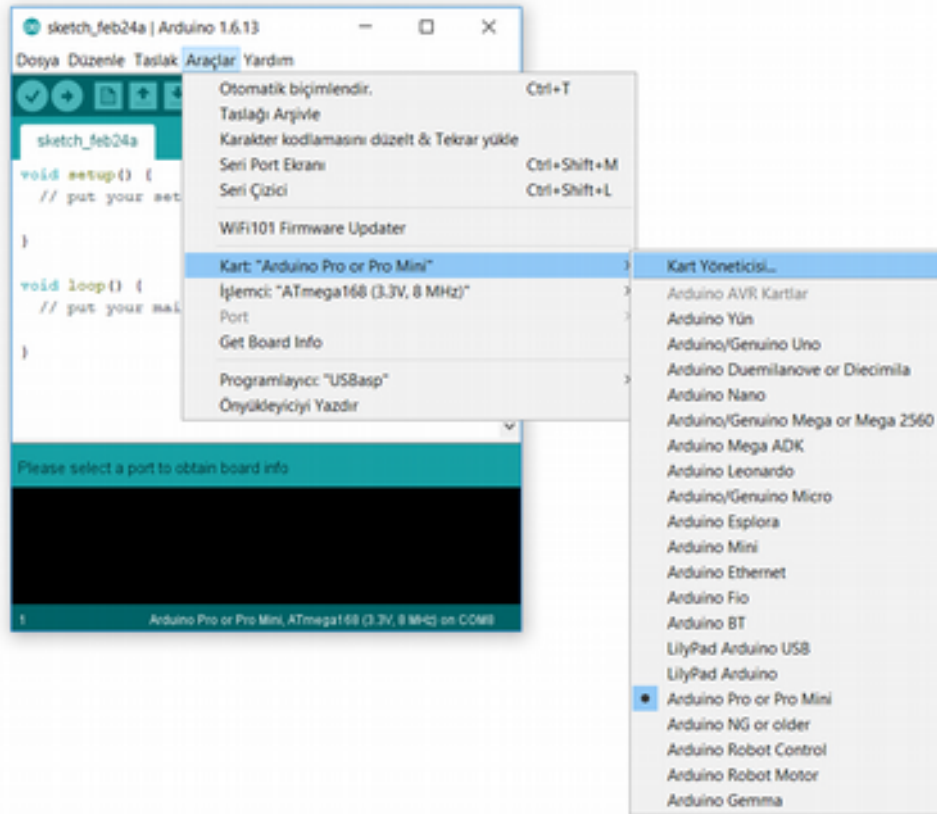 sketch_feb24a | Arduino 1.6.13
Dosya Düzenle Taslak Araçlar Yardım
sketch_feb24a
void setup() {
// put your set
}
void loop() {
// put your mai
}
Otomatik biçimlendir. Ctrl+T
Taslağı Arşivle
Karakter kodlamasını düzelt & Tekrar yükle
Seri Port Ekranı Ctrl+Shift+M
Seri Çizici Ctrl+Shift+L
WiFi101 Firmware Updater
Kart: "Arduino Pro or Pro Mini"
İşlemci: "ATmega168 (3.3V, 8 MHz)"
Port
Get Board Info
Programlayıcı: "USBasp"
Önyükleyiciyi Yazdır
Kart Yöneticisi...
Arduino AVR Kartlar
Arduino Yún
Arduino/Genuino Uno
Arduino Duemilanove or Diecimila
Arduino Nano
Arduino/Genuino Mega or Mega 2560
Arduino Mega ADK
Arduino Leonardo
Arduino/Genuino Micro
Arduino Esplora
Arduino Mini
Arduino Ethernet
Arduino Fio
Arduino BT
LilyPad Arduino USB
LilyPad Arduino
Arduino Pro or Pro Mini
Arduino NG or older
Arduino Robot Control
Arduino Robot Motor
Arduino Gemma
Please select a port to obtain board info
1 Arduino Pro or Pro Mini, ATmega168 (3.3V, 8 MHz) on COM8